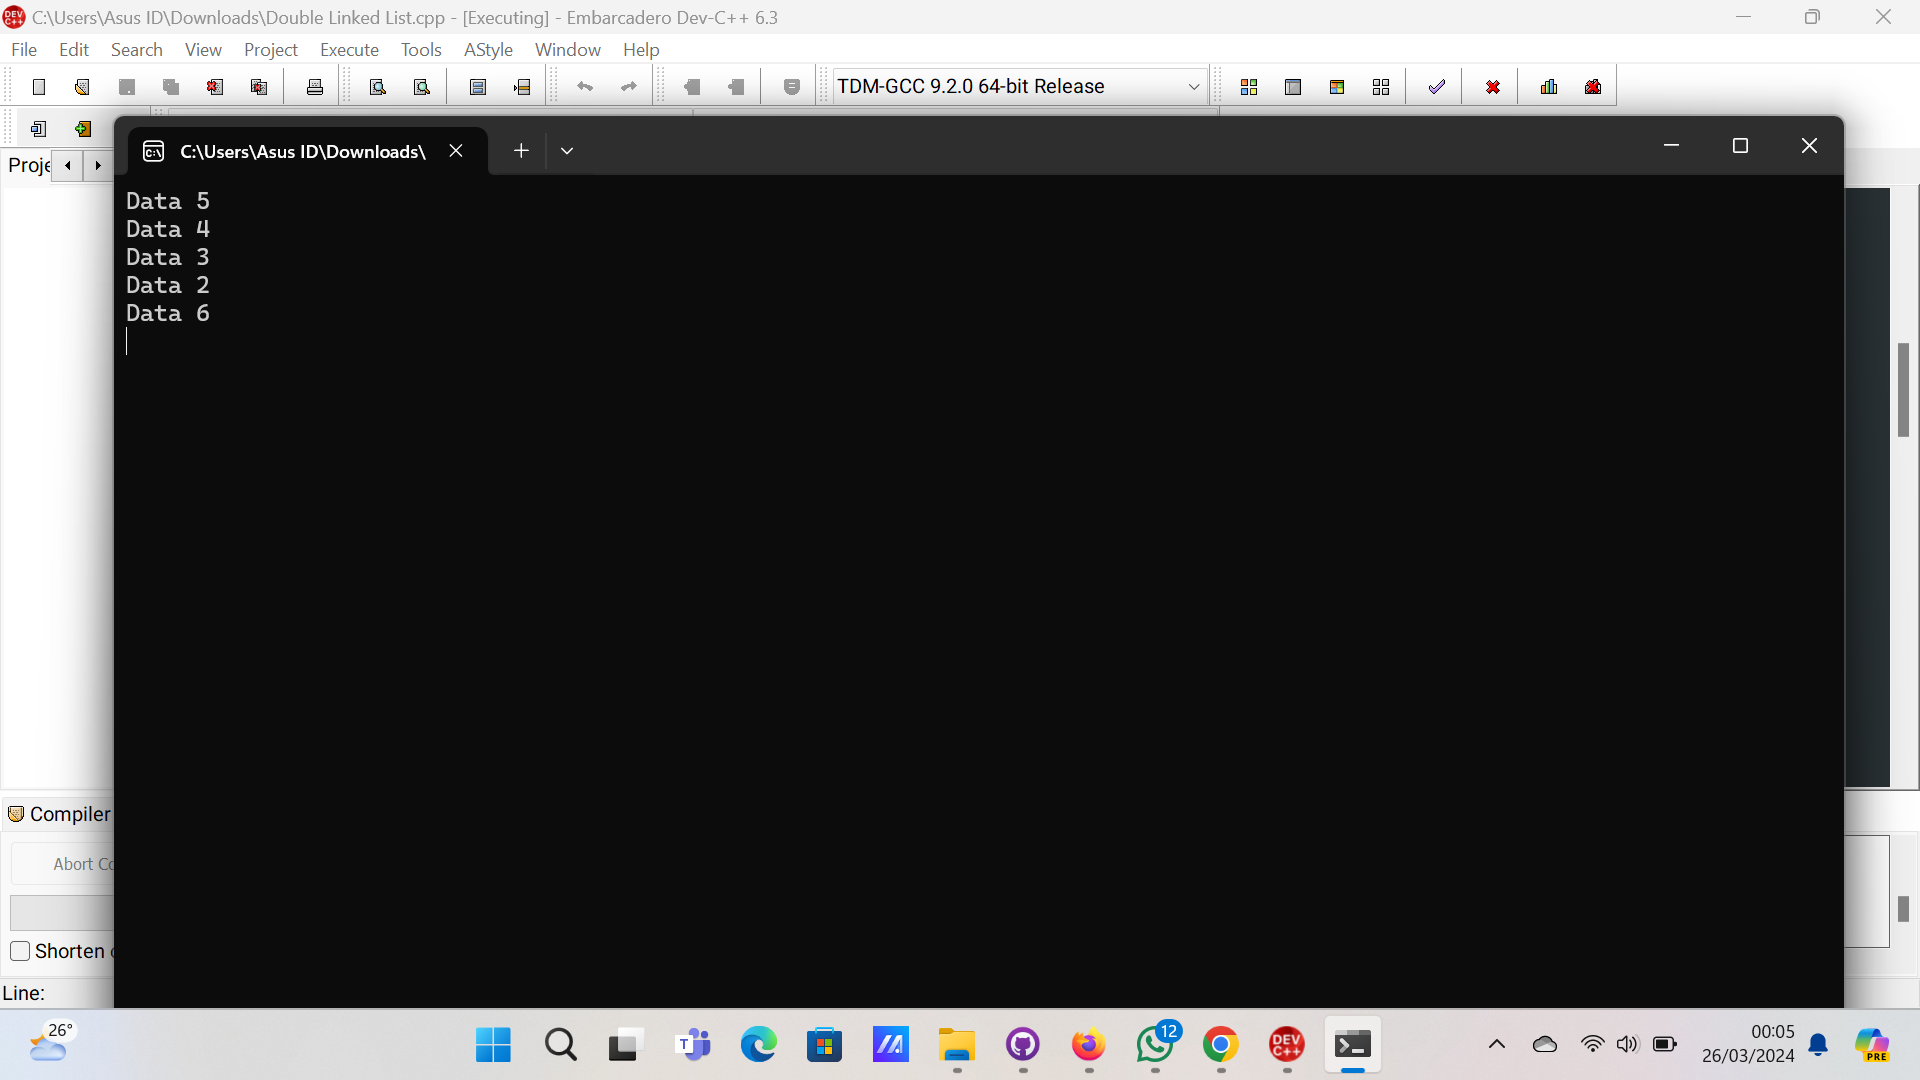 C:\Users\Asus ID\Downloads\Double Linked List.cpp - [Executing] - Embarcadero Dev-C++ 6.3
File Edit Search View Project Execute Tools AStyle Window Help
TDM-GCC 9.2.0 64-bit Release
C:\Users\Asus ID\Downloads\
Data 5
Data 4
Data 3
Data 2
Data 6
Compiler
Abort
Shorten
Line:
26°
12
00:05
26/03/2024
PRE